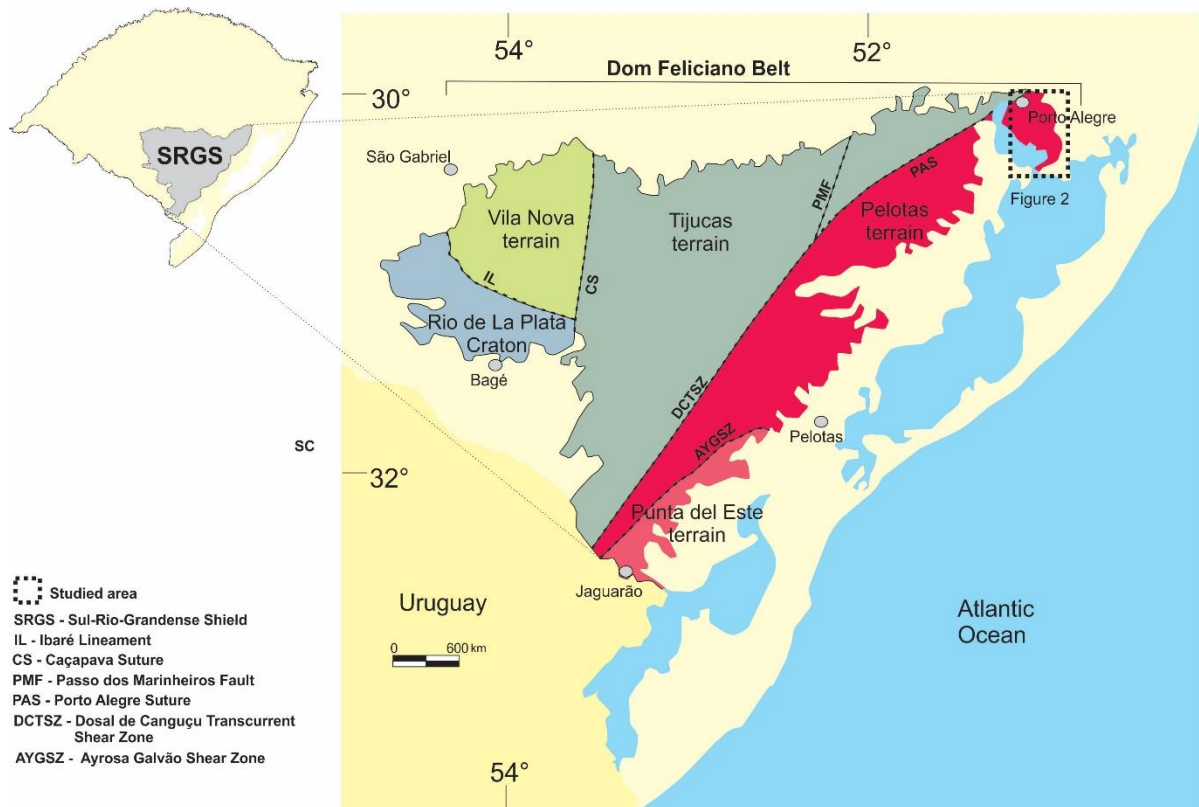 SRGS
54°
52°
Dom Feliciano Belt
30°
Porto Alegre
São Gabriel
PMF
PAS
Figure 2
Vila Nova
terrain
Tijucas
terrain
Pelotas
terrain
IL
CS
Rio de La Plata
Craton
Bagé
DCTSZ
AYGSZ
Pelotas
SC
32°
Punta del Este
terrain
Jaguarão
Uruguay
Atlantic
Ocean
0 600 km
54°
Studied area
SRGS - Sul-Rio-Grandense Shield
IL - Ibaré Lineament
CS - Caçapava Suture
PMF - Passo dos Marinheiros Fault
PAS - Porto Alegre Suture
DCTSZ - Dosal de Canguçu Transcurrent
Shear Zone
AYGSZ - Ayrosa Galvão Shear Zone